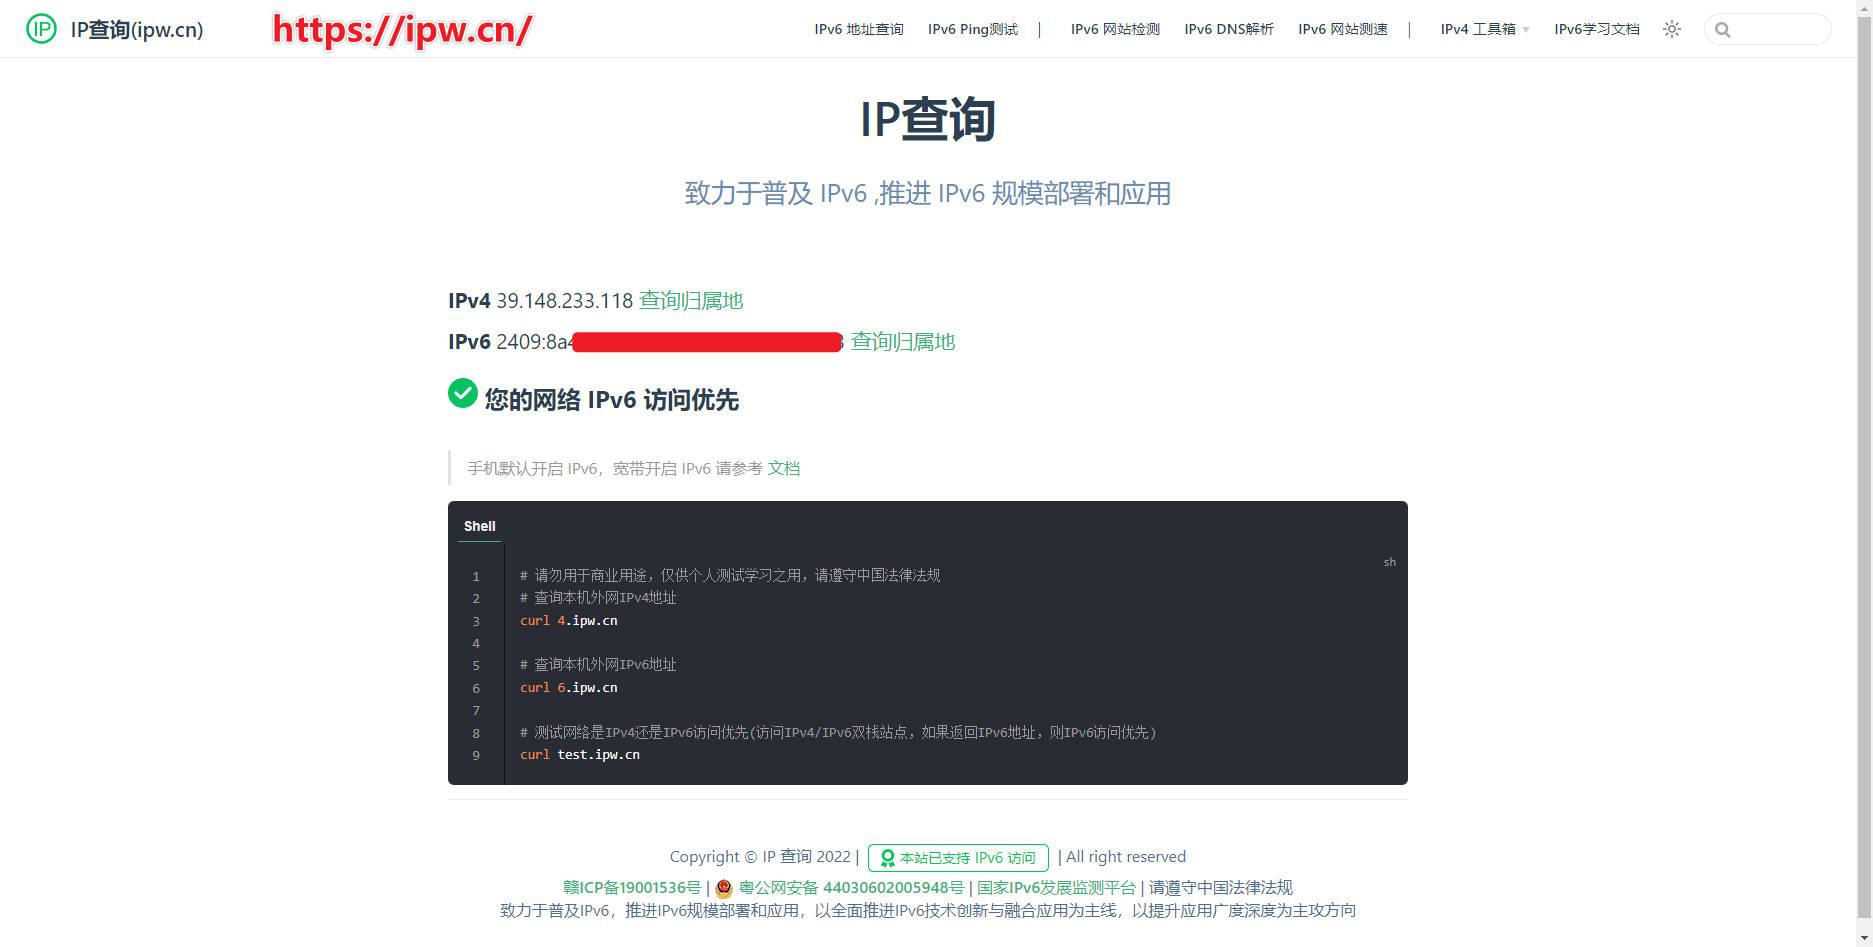 IP查询(ipw.cn)
https://ipw.cn/
IPv6 地址查询 IPv6 Ping测试 | IPv6 网站检测 IPv6 DNS解析 IPv6 网站测速 | IPv4 工具箱 IPv6学习文档
IP查询
致力于普及 IPv6 ,推进 IPv6 规模部署和应用
IPv4 39.148.233.118 查询归属地
IPv6 2409:8a4 查询归属地
您的网络 IPv6 访问优先
手机默认开启 IPv6，宽带开启 IPv6 请参考 文档
Shell
sh
1 # 请勿用于商业用途，仅供个人测试学习之用，请遵守中国法律法规
2 # 查询本机外网IPv4地址
3 curl 4.ipw.cn
4
5 # 查询本机外网IPv6地址
6 curl 6.ipw.cn
7
8 # 测试网络是IPv4还是IPv6访问优先(访问IPv4/IPv6双栈站点，如果返回IPv6地址，则IPv6访问优先)
9 curl test.ipw.cn
Copyright © IP 查询 2022 | 本站已支持 IPv6 访问 | All right reserved
赣ICP备19001536号 | 粤公网安备 44030602005948号 | 国家IPv6发展监测平台 | 请遵守中国法律法规
致力于普及IPv6，推进IPv6规模部署和应用，以全面推进IPv6技术创新与融合应用为主线，以提升应用广度深度为主攻方向